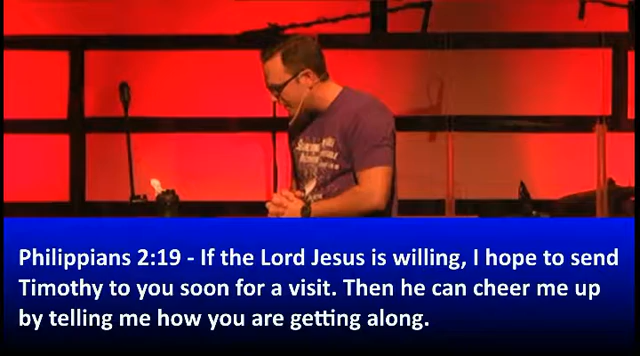 Philippians 2:19 - If the Lord Jesus is willing, I hope to send
Timothy to you soon for a visit. Then he can cheer me up
by telling me how you are getting along.